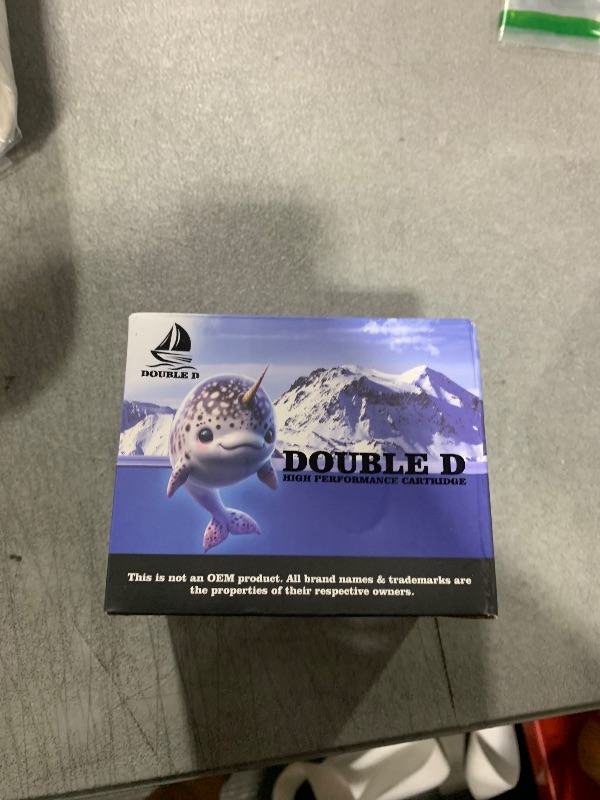 DOUBLE D
DOUBLE D
HIGH PERFORMANCE CARTRIDGE
This is not an OEM product. All brand names & trademarks are
the properties of their respective owners.